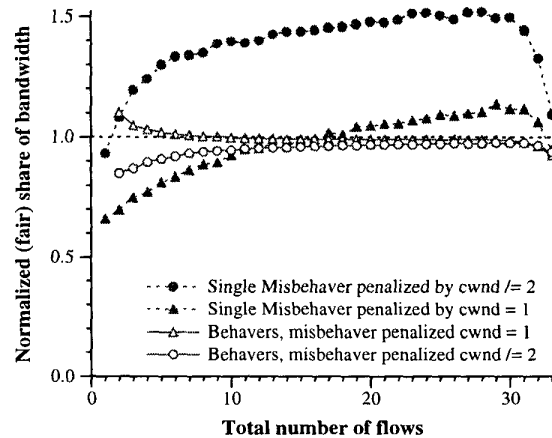 Normalized (fair) share of bandwidth
1.5
1.0
0.5
0.0
Single Misbehaver penalized by cwnd /= 2
Single Misbehaver penalized by cwnd = 1
Behavers, misbehaver penalized cwnd = 1
Behavers, misbehaver penalized cwnd /= 2
0
10
20
30
Total number of flows